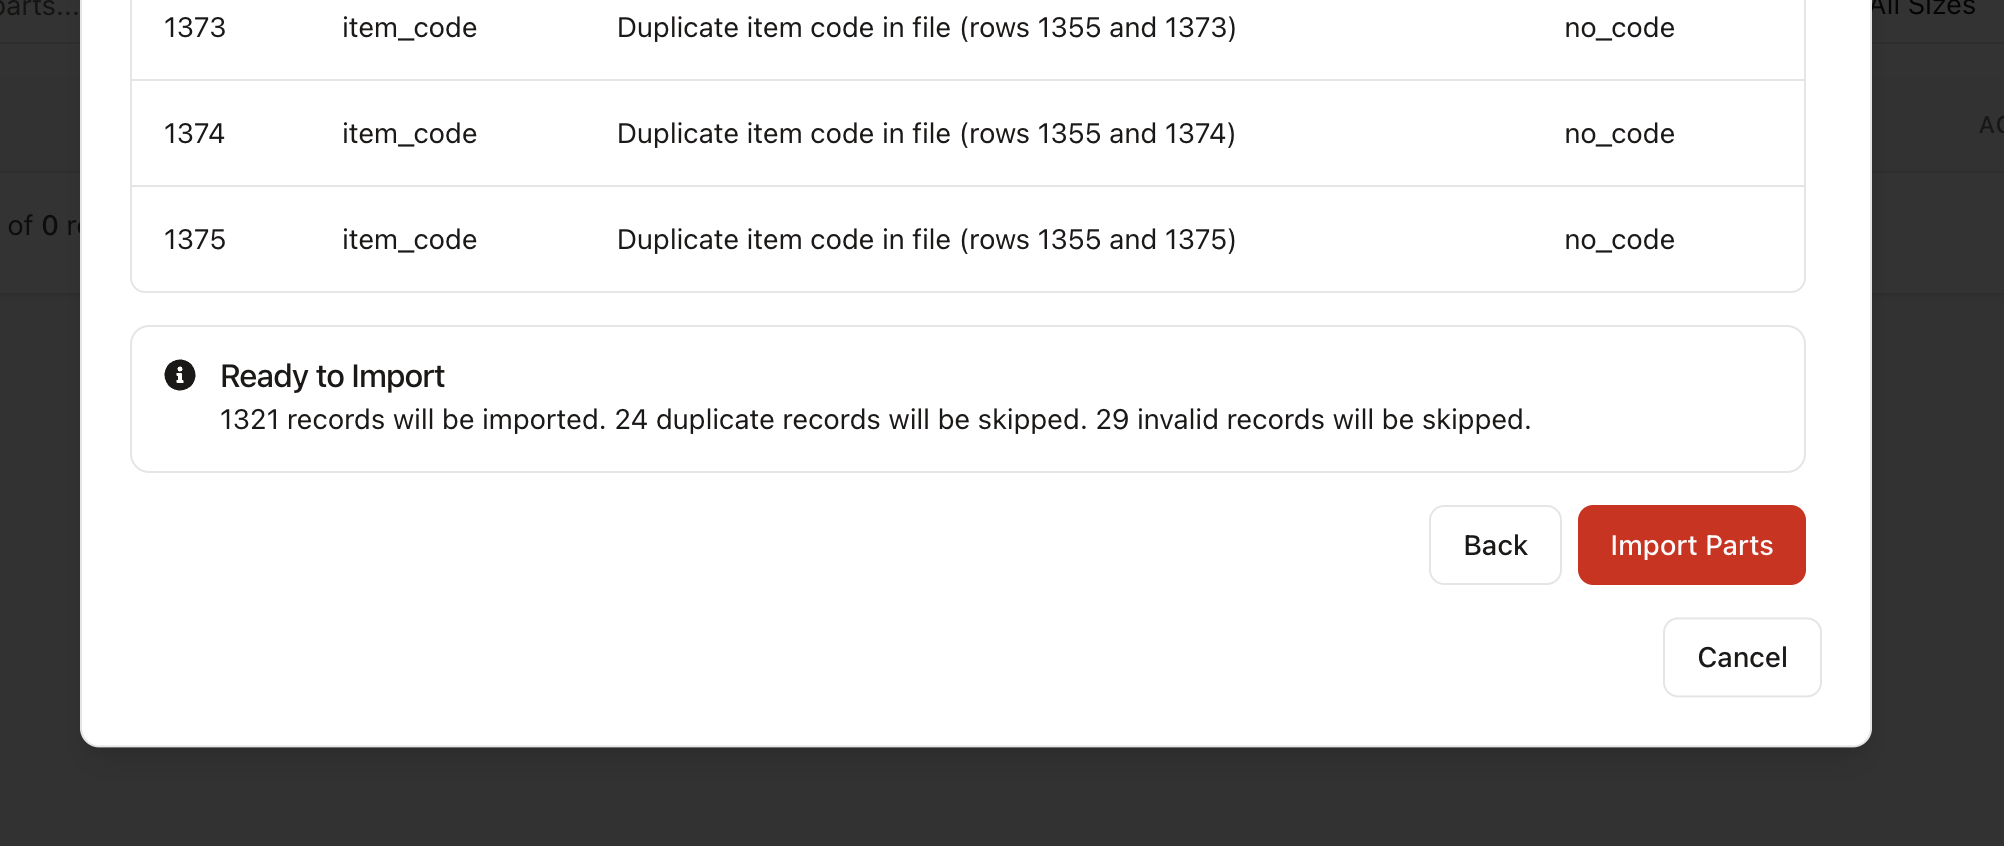 parts...
All Sizes
1373 item_code Duplicate item code in file (rows 1355 and 1373) no_code
1374 item_code Duplicate item code in file (rows 1355 and 1374) no_code
of 0
1375 item_code Duplicate item code in file (rows 1355 and 1375) no_code
Ready to Import
1321 records will be imported. 24 duplicate records will be skipped. 29 invalid records will be skipped.
Back
Import Parts
Cancel